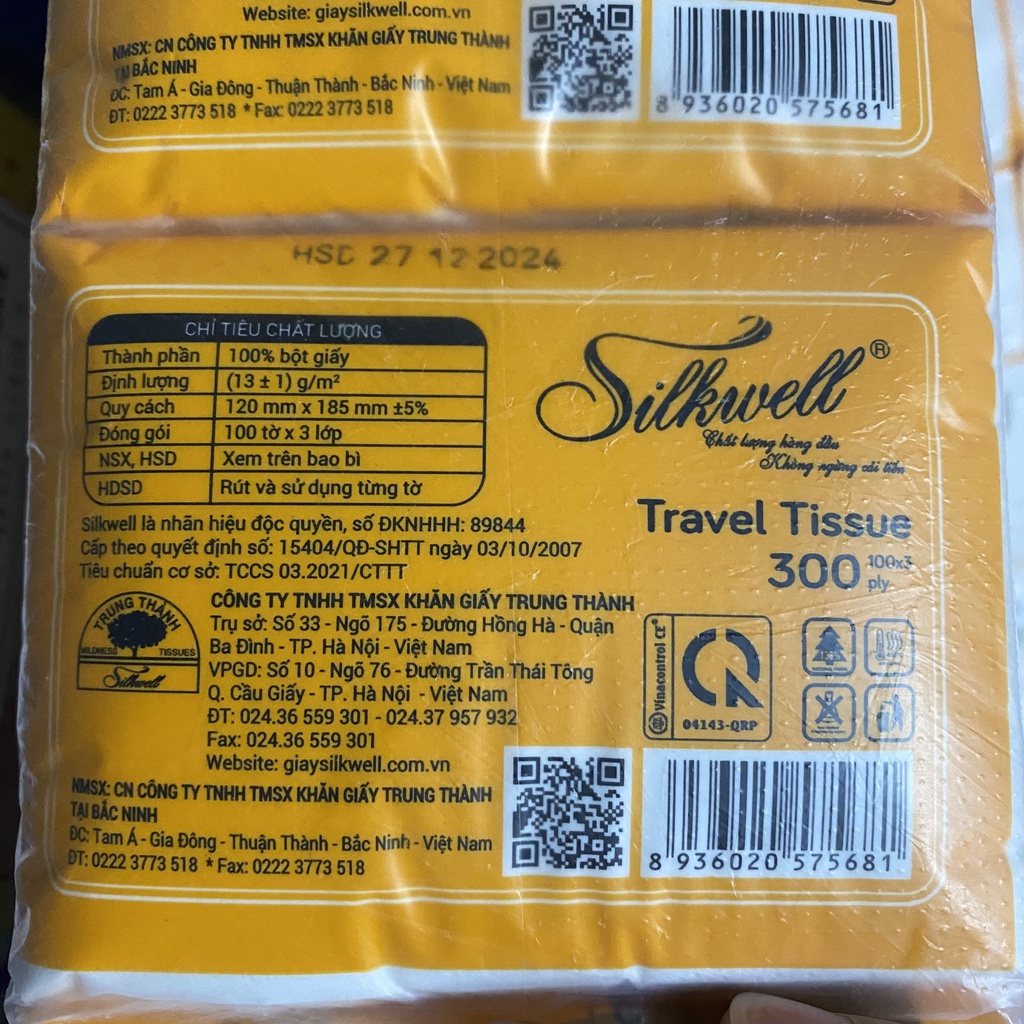 Website: giaysilkwell.com.vn
NMSX: CN CÔNG TY TNHH TMSX KHĂN GIẤY TRUNG THÀNH
TẠI BẮC NINH
ĐC: Tam Á - Gia Đông - Thuận Thành - Bắc Ninh - Việt Nam
ĐT: 0222 3773 518 * Fax: 0222 3773 518
8 936020 575681
HSD 27 12 2024
CHỈ TIÊU CHẤT LƯỢNG
Thành phần 100% bột giấy
Định lượng (13 ± 1) g/m²
Quy cách 120 mm x 185 mm ±5%
Đóng gói 100 tờ x 3 lớp
NSX, HSD Xem trên bao bì
HDSD Rút và sử dụng từng tờ
Silkwell®
Chất lượng hàng đầu
Không ngừng cải tiến
Travel Tissue
300 100x3
ply
Silkwell là nhãn hiệu độc quyền, số ĐKNHHH: 89844
Cấp theo quyết định số: 15404/QĐ-SHTT ngày 03/10/2007
Tiêu chuẩn cơ sở: TCCS 03.2021/CTTT
TRUNG THÀNH
WILDNESS TISSUES
Silkwell
CÔNG TY TNHH TMSX KHĂN GIẤY TRUNG THÀNH
Trụ sở: Số 33 - Ngõ 175 - Đường Hồng Hà - Quận
Ba Đình - TP. Hà Nội - Việt Nam
VPGD: Số 10 - Ngõ 76 - Đường Trần Thái Tông
Q. Cầu Giấy - TP. Hà Nội - Việt Nam
ĐT: 024.36 559 301 - 024.37 957 932
Fax: 024.36 559 301
Website: giaysilkwell.com.vn
Vinacontrol CE
04143-QRP
NMSX: CN CÔNG TY TNHH TMSX KHĂN GIẤY TRUNG THÀNH
TẠI BẮC NINH
ĐC: Tam Á - Gia Đông - Thuận Thành - Bắc Ninh - Việt Nam
ĐT: 0222 3773 518 * Fax: 0222 3773 518
8 936020 575681